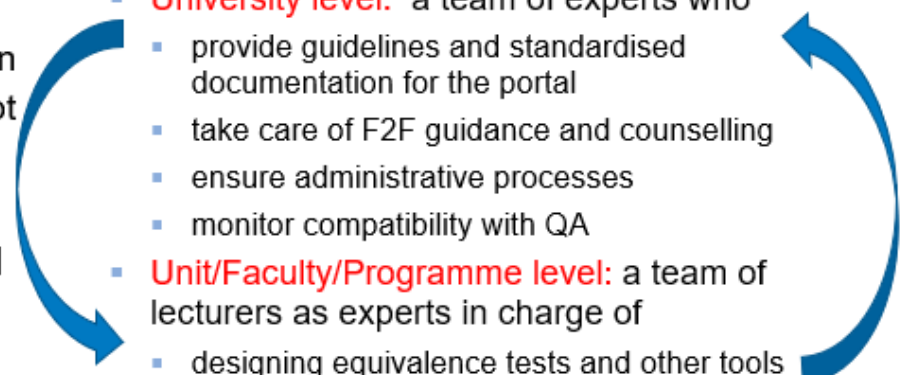 University level: a team of experts who
provide guidelines and standardised
documentation for the portal
take care of F2F guidance and counselling
ensure administrative processes
monitor compatibility with QA
Unit/Faculty/Programme level: a team of
lecturers as experts in charge of
designing equivalence tests and other tools